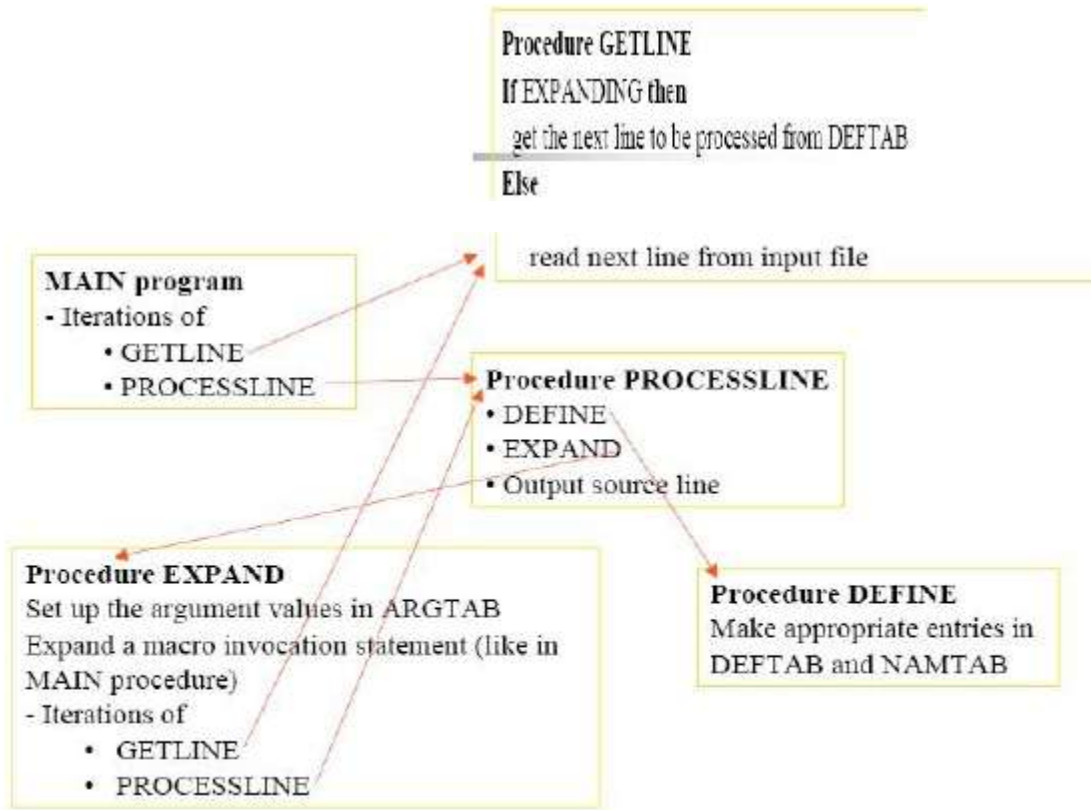 Procedure GETLINE
If EXPANDING then
get the next line to be processed from DEFTAB
Else
read next line from input file
MAIN program
- Iterations of
• GETLINE
• PROCESSLINE
Procedure PROCESSLINE
• DEFINE
• EXPAND
• Output source line
Procedure EXPAND
Set up the argument values in ARGTAB
Expand a macro invocation statement (like in
MAIN procedure)
- Iterations of
• GETLINE
• PROCESSLINE
Procedure DEFINE
Make appropriate entries in
DEFTAB and NAMTAB